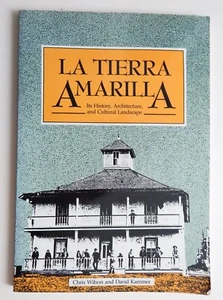 LA TIERRA
AMARILLA
Its History, Architecture,
and Cultural Landscape
Chris Wilson and David Kammer